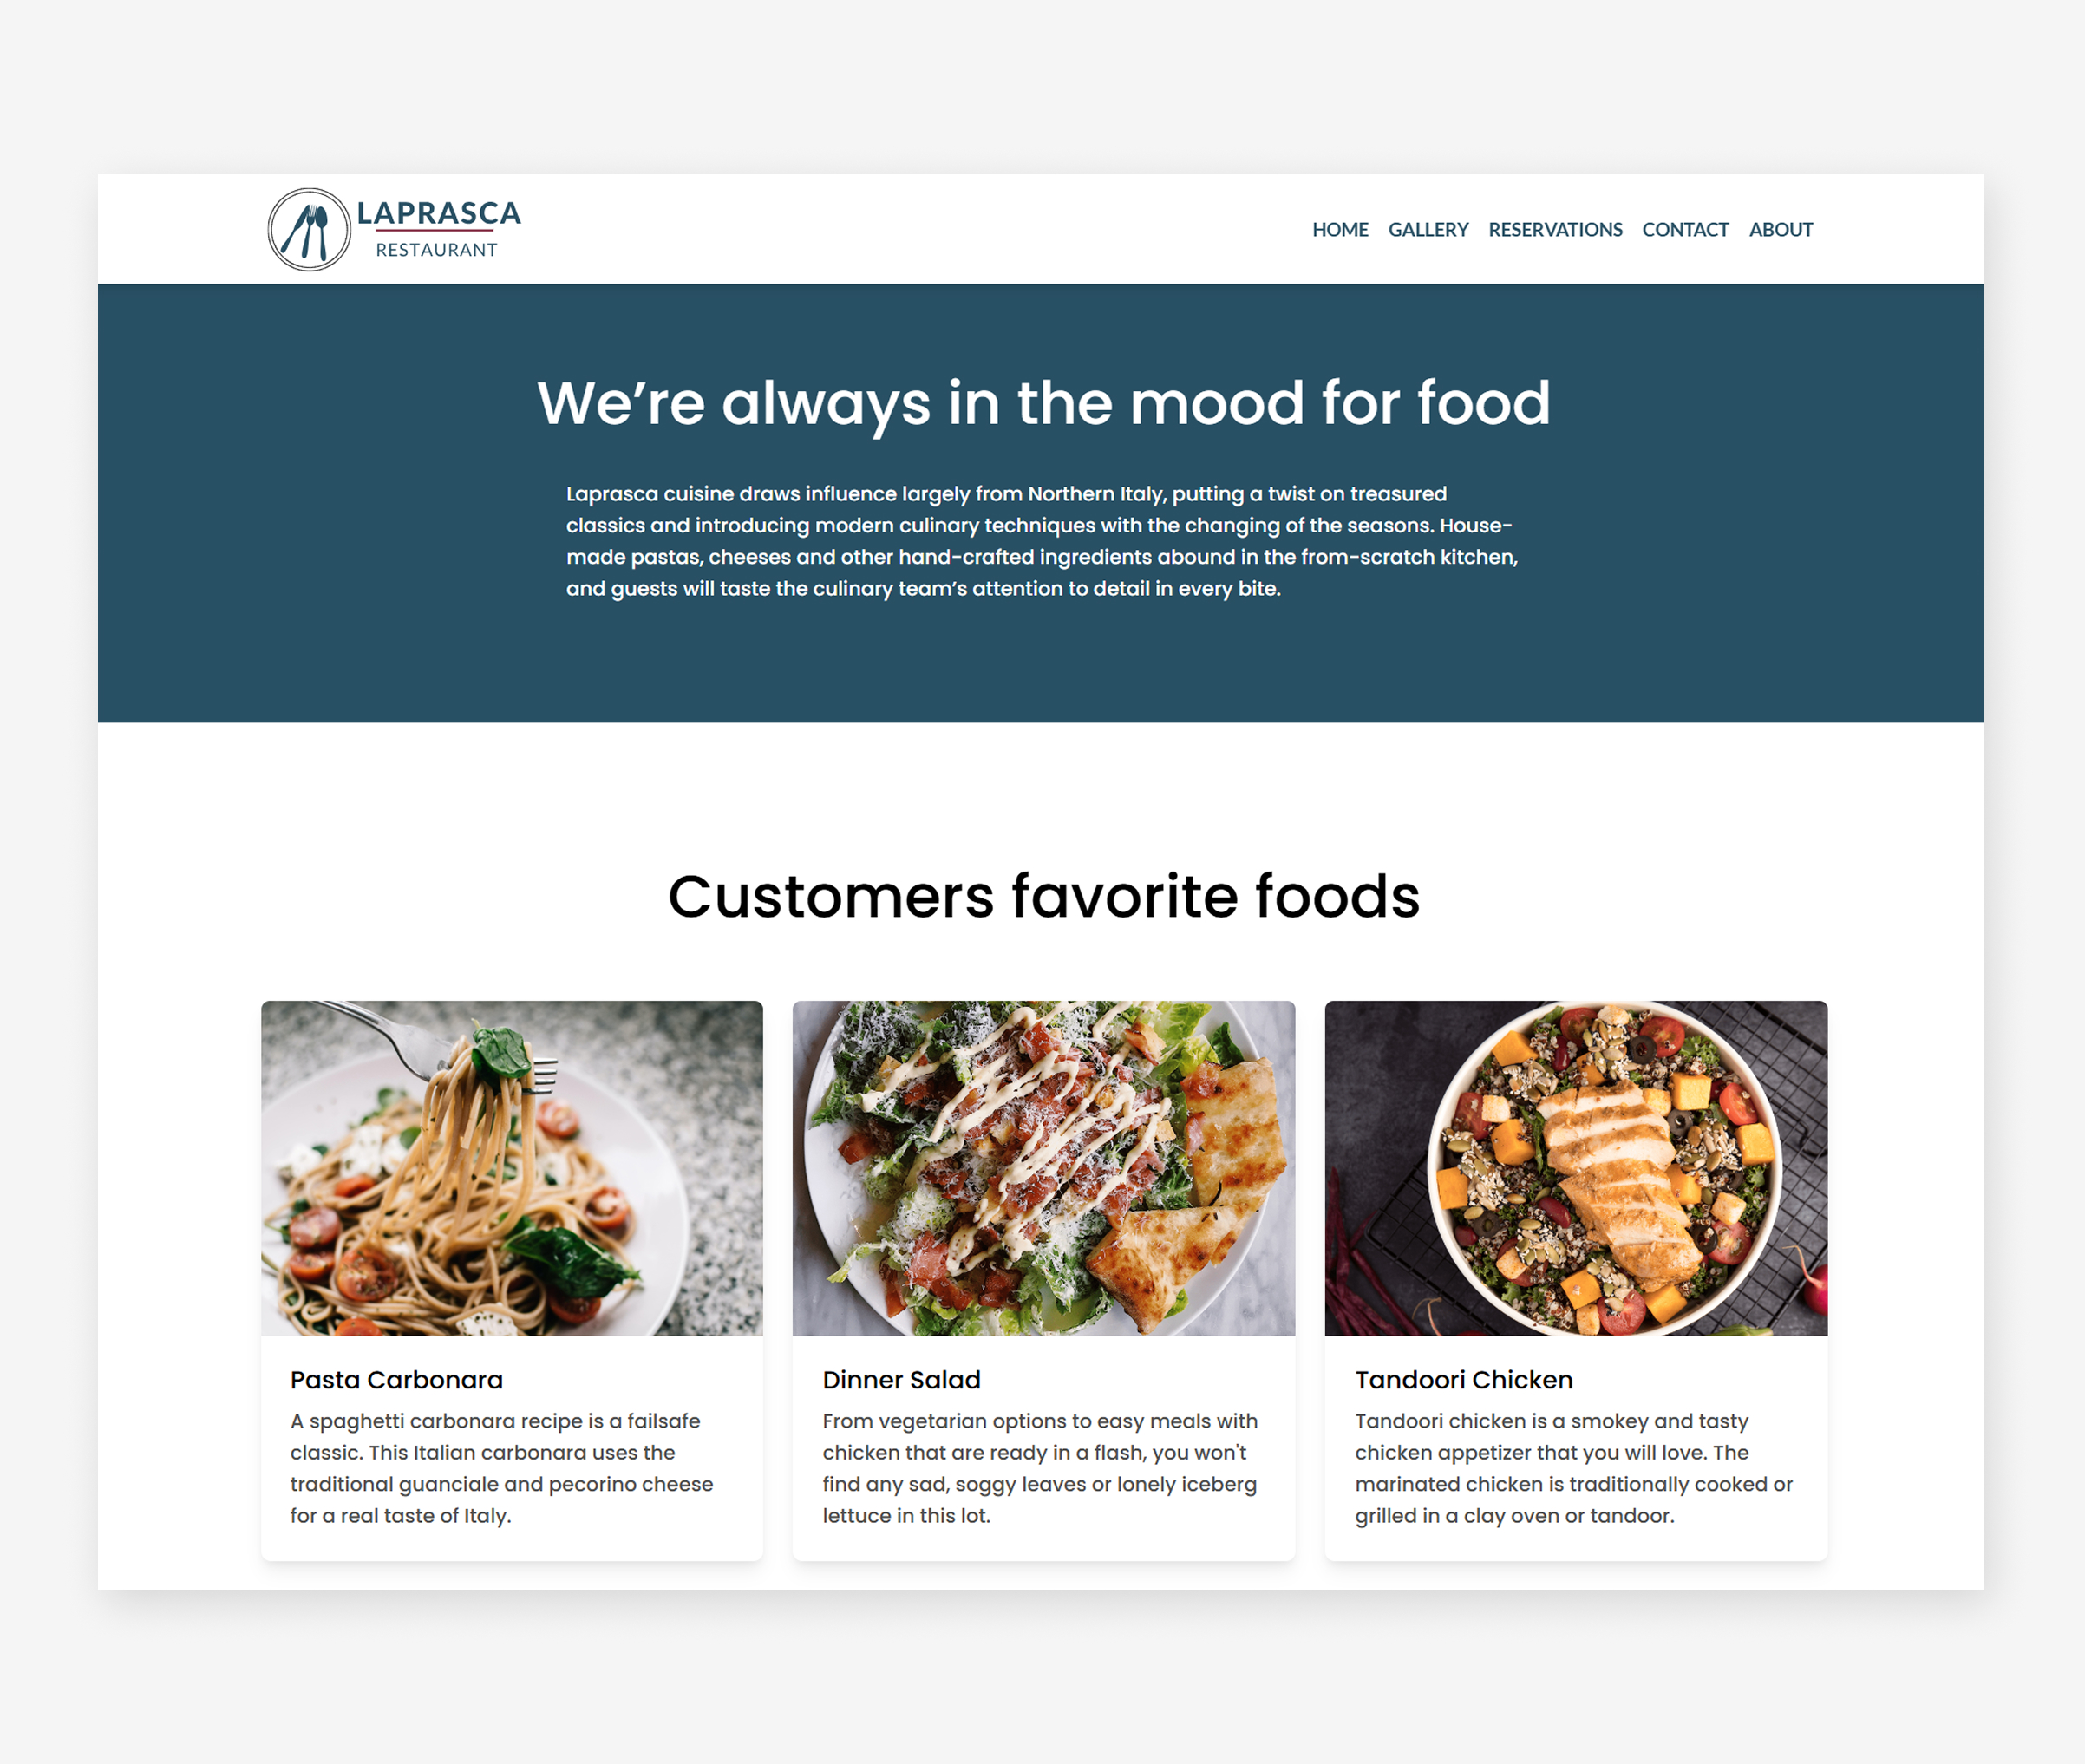 LAPRASCA
RESTAURANT
HOME GALLERY RESERVATIONS CONTACT ABOUT
We’re always in the mood for food
Laprasca cuisine draws influence largely from Northern Italy, putting a twist on treasured
classics and introducing modern culinary techniques with the changing of the seasons. House-
made pastas, cheeses and other hand-crafted ingredients abound in the from-scratch kitchen,
and guests will taste the culinary team’s attention to detail in every bite.
Customers favorite foods
Pasta Carbonara
A spaghetti carbonara recipe is a failsafe
classic. This Italian carbonara uses the
traditional guanciale and pecorino cheese
for a real taste of Italy.
Dinner Salad
From vegetarian options to easy meals with
chicken that are ready in a flash, you won't
find any sad, soggy leaves or lonely iceberg
lettuce in this lot.
Tandoori Chicken
Tandoori chicken is a smokey and tasty
chicken appetizer that you will love. The
marinated chicken is traditionally cooked or
grilled in a clay oven or tandoor.